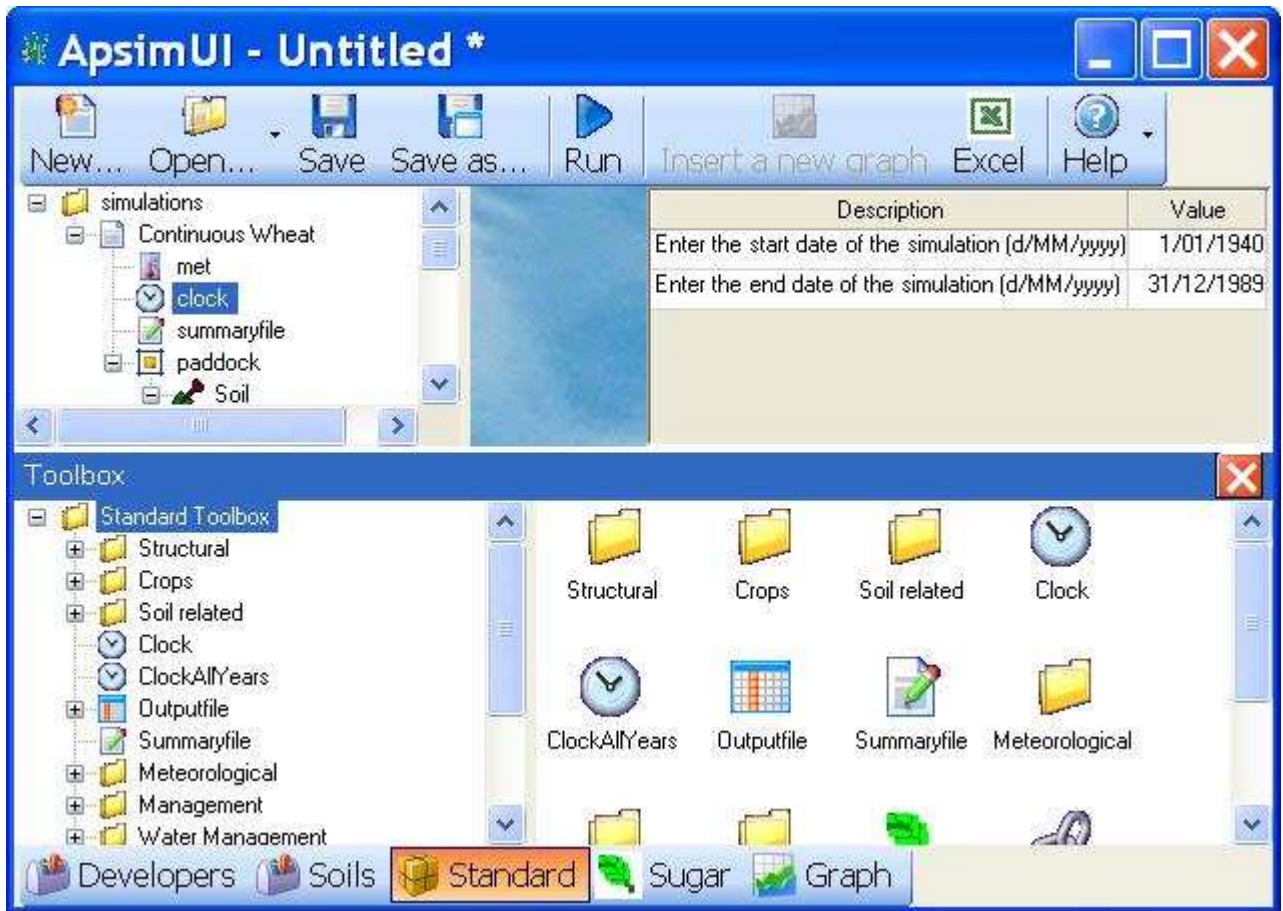 ApsimUI - Untitled *
New... Open... Save Save as... Run Insert a new graph Excel Help
simulations
Continuous Wheat
met
clock
summaryfile
paddock
Soil
Description Value
Enter the start date of the simulation (d/MM/yyyy) 1/01/1940
Enter the end date of the simulation (d/MM/yyyy) 31/12/1989
Toolbox
Standard Toolbox
Structural
Crops
Soil related
Clock
ClockAllYears
Outputfile
Summaryfile
Meteorological
Management
Water Management
Structural Crops Soil related Clock
ClockAllYears Outputfile Summaryfile Meteorological
Developers Soils Standard Sugar Graph